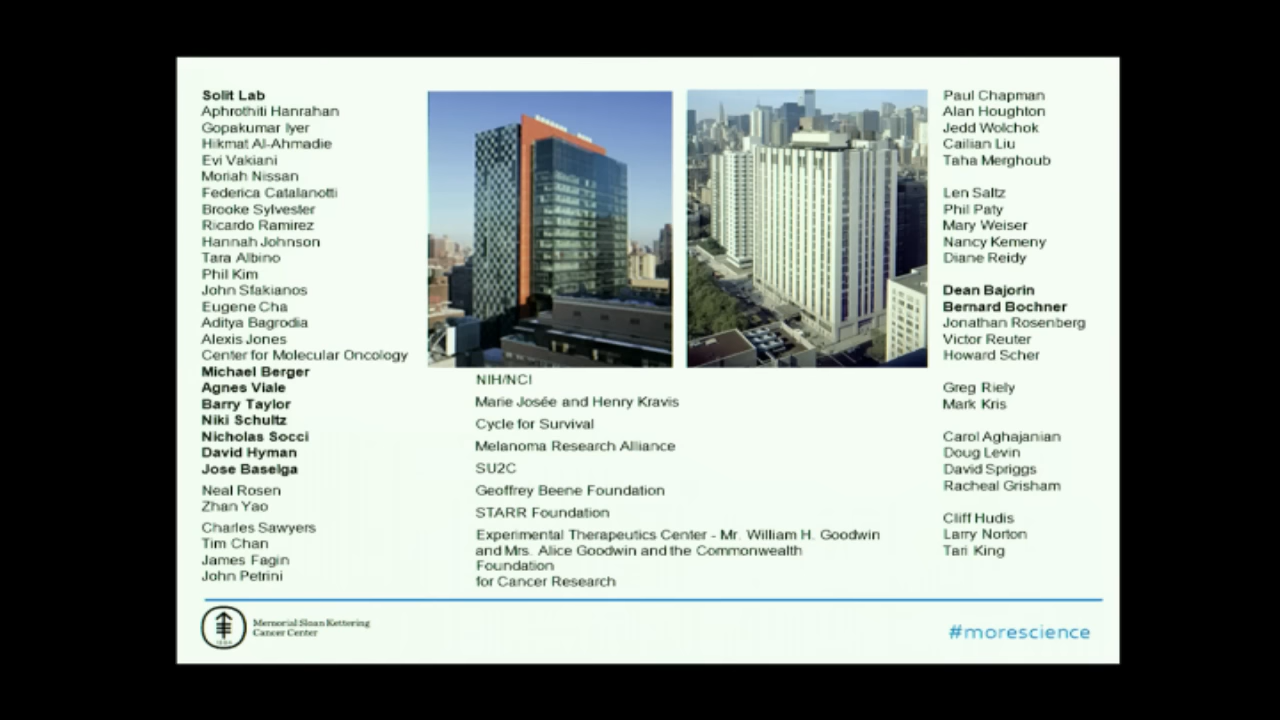 Solit Lab
Aphrothiti Hanrahan
Gopakumar Iyer
Hikmat Al-Ahmadie
Evi Vakiani
Moriah Nissan
Federica Catalanotti
Brooke Sylvester
Ricardo Ramirez
Hannah Johnson
Tara Albino
Phil Kim
John Sfakianos
Eugene Cha
Aditya Bagrodia
Alexis Jones
Center for Molecular Oncology
Michael Berger
Agnes Viale
Barry Taylor
Niki Schultz
Nicholas Socci
David Hyman
Jose Baselga
Neal Rosen
Zhan Yao
Charles Sawyers
Tim Chan
James Fagin
John Petrini
NIH/NCI
Marie Josée and Henry Kravis
Cycle for Survival
Melanoma Research Alliance
SU2C
Geoffrey Beene Foundation
STARR Foundation
Experimental Therapeutics Center - Mr. William H. Goodwin
and Mrs. Alice Goodwin and the Commonwealth
Foundation
for Cancer Research
Paul Chapman
Alan Houghton
Jedd Wolchok
Cailian Liu
Taha Merghoub
Len Saltz
Phil Paty
Mary Weiser
Nancy Kemeny
Diane Reidy
Dean Bajorin
Bernard Bochner
Jonathan Rosenberg
Victor Reuter
Howard Scher
Greg Riely
Mark Kris
Carol Aghajanian
Doug Levin
David Spriggs
Racheal Grisham
Cliff Hudis
Larry Norton
Tari King
Memorial Sloan Kettering
Cancer Center
#morescience